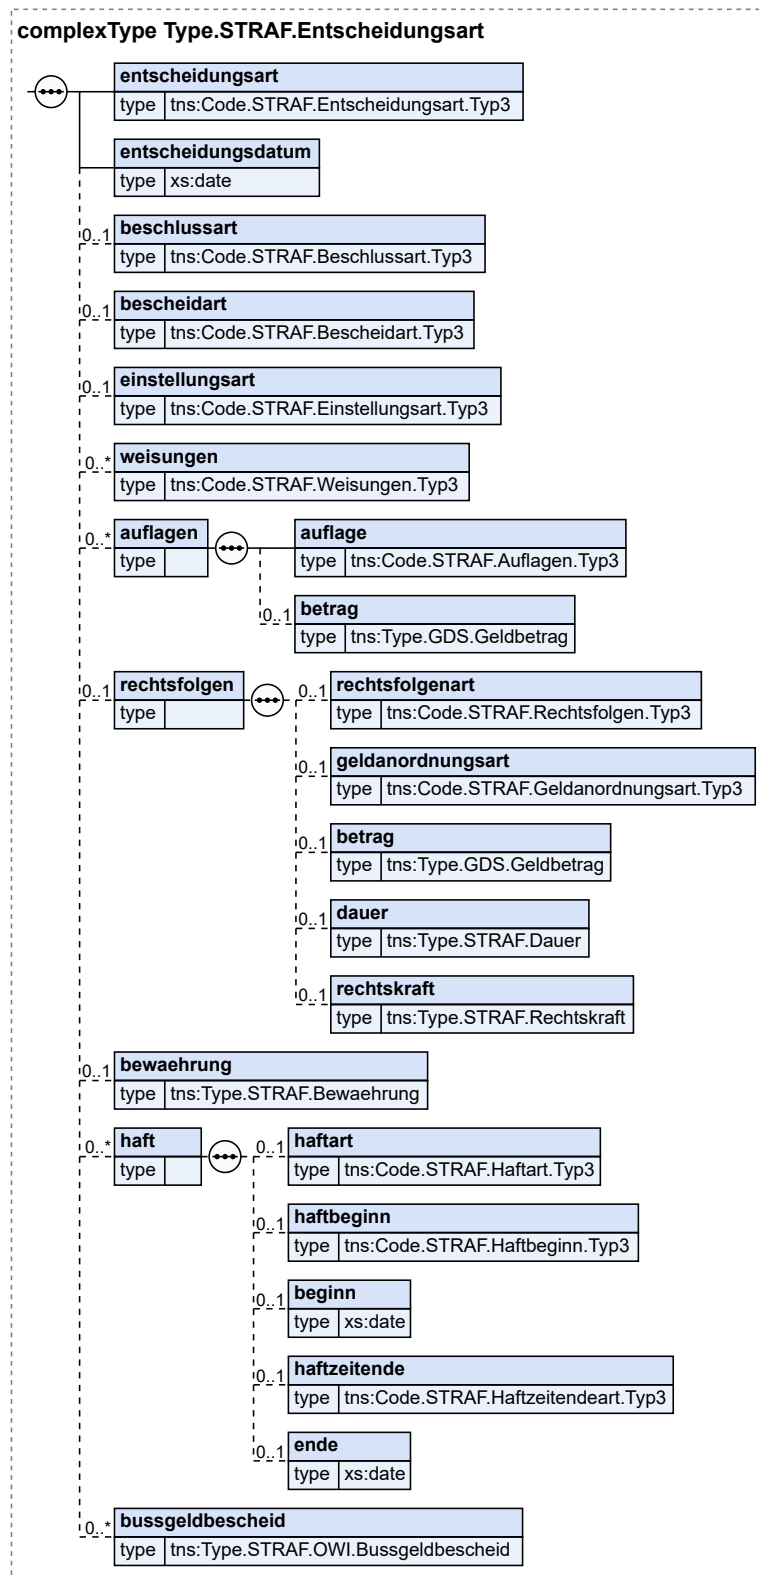 complexType Type.STRAF.Entscheidungsart
entscheidungsart
type tns:Code.STRAF.Entscheidungsart.Typ3
entscheidungsdatum
type xs:date
0..1 beschlussart
type tns:Code.STRAF.Beschlussart.Typ3
0..1 bescheidart
type tns:Code.STRAF.Bescheidart.Typ3
0..1 einstellungsart
type tns:Code.STRAF.Einstellungsart.Typ3
0..* weisungen
type tns:Code.STRAF.Weisungen.Typ3
0..* auflagen
type
auflage
type tns:Code.STRAF.Auflagen.Typ3
0..1 betrag
type tns:Type.GDS.Geldbetrag
0..1 rechtsfolgen
type
0..1 rechtsfolgenart
type tns:Code.STRAF.Rechtsfolgen.Typ3
0..1 geldanordnungsart
type tns:Code.STRAF.Geldanordnungsart.Typ3
0..1 betrag
type tns:Type.GDS.Geldbetrag
0..1 dauer
type tns:Type.STRAF.Dauer
0..1 rechtskraft
type tns:Type.STRAF.Rechtskraft
0..1 bewaehrung
type tns:Type.STRAF.Bewaehrung
0..* haft
type
0..1 haftart
type tns:Code.STRAF.Haftart.Typ3
0..1 haftbeginn
type tns:Code.STRAF.Haftbeginn.Typ3
0..1 beginn
type xs:date
0..1 haftzeitende
type tns:Code.STRAF.Haftzeitendeart.Typ3
0..1 ende
type xs:date
0..* bussgeldbescheid
type tns:Type.STRAF.OWI.Bussgeldbescheid